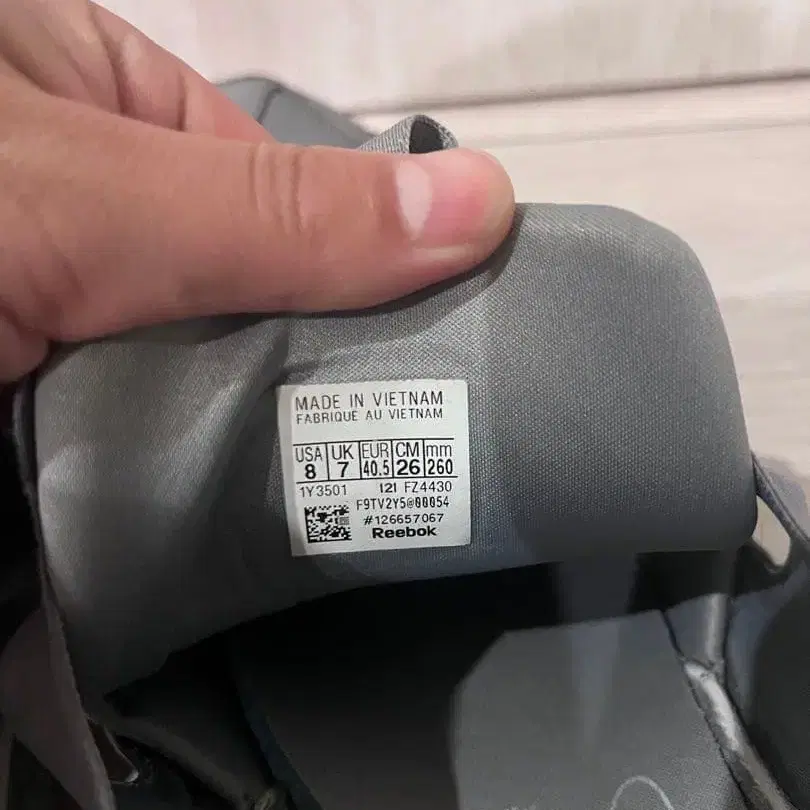 MADE IN VIETNAM
FABRIQUE AU VIETNAM
USA UK EUR CM mm
8 7 40.5 26 260
1Y3501 121 FZ4430
F9TV2Y5@00054
#126657067
Reebok